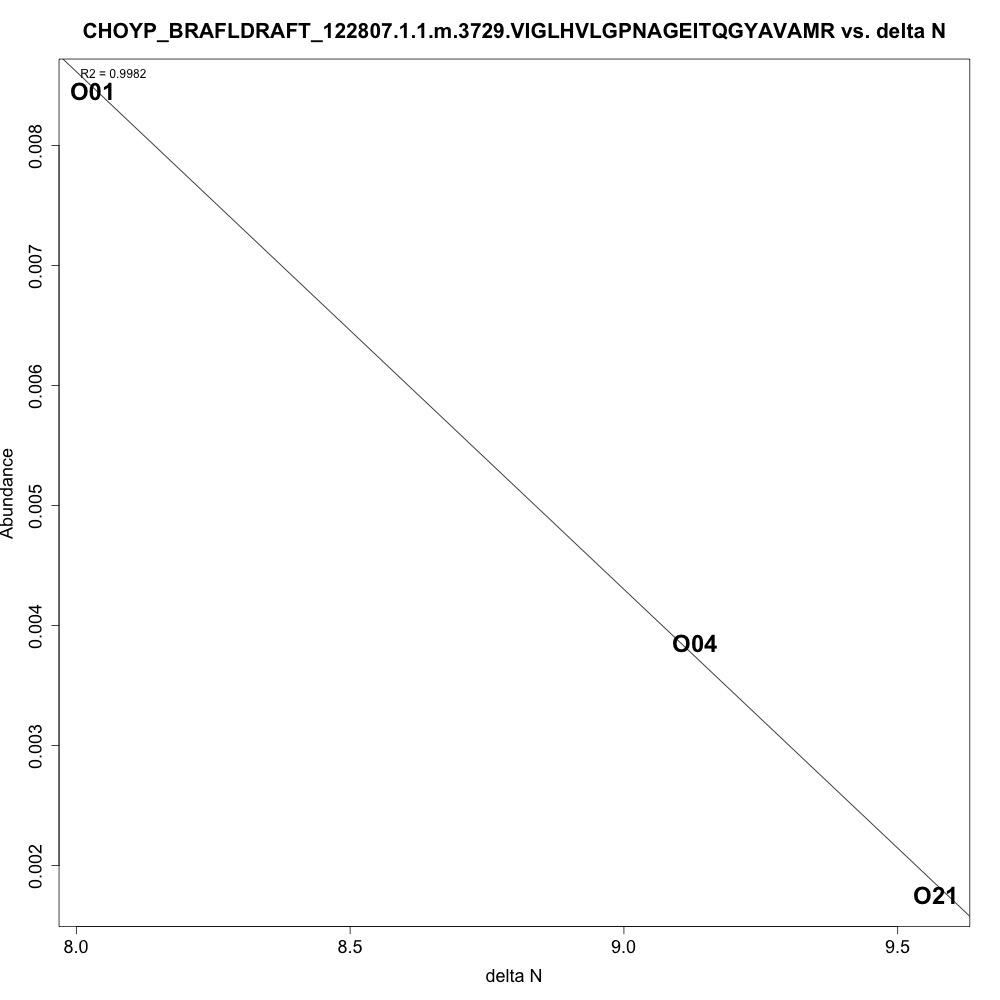 CHOYP_BRAFLDRAFT_122807.1.1.m.3729.VIGLHVLGPNAGEITQGYAVAMR vs. delta N
R2 = 0.9982
O01
0.008
0.007
0.006
0.005
Abundance
0.004
O04
0.003
0.002
O21
8.0 8.5 9.0 9.5
delta N